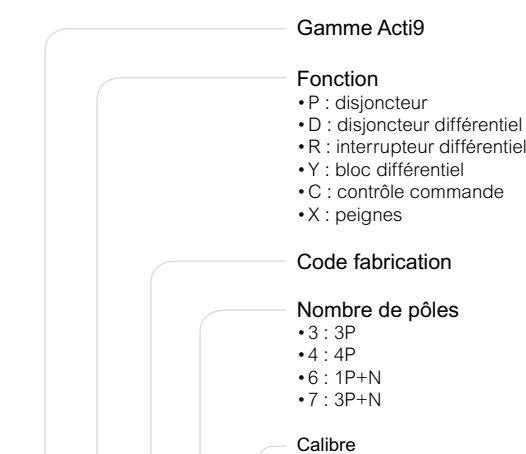 Gamme Acti9
Fonction
• P : disjoncteur
• D : disjoncteur différentiel
• R : interrupteur différentiel
• Y : bloc différentiel
• C : contrôle commande
• X : peignes
Code fabrication
Nombre de pôles
• 3 : 3P
• 4 : 4P
• 6 : 1P+N
• 7 : 3P+N
Calibre